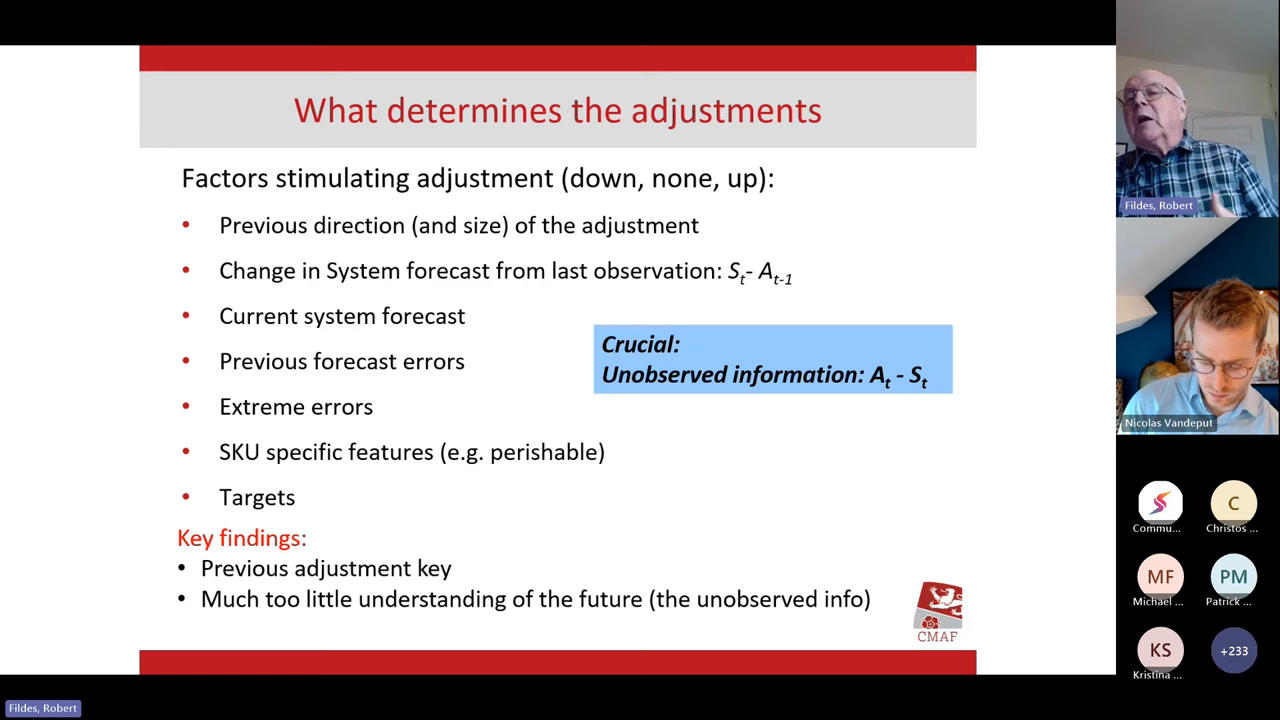 What determines the adjustments
Factors stimulating adjustment (down, none, up):
• Previous direction (and size) of the adjustment
• Change in System forecast from last observation: Sₜ- Aₜ₋₁
• Current system forecast
• Previous forecast errors
• Extreme errors
• SKU specific features (e.g. perishable)
• Targets
Crucial:
Unobserved information: Aₜ - Sₜ
Key findings:
• Previous adjustment key
• Much too little understanding of the future (the unobserved info)
CMAF
Fildes, Robert
Nicolas Vandeput
S
Commu...
C
Christos ...
MF
Michael ...
PM
Patrick ...
KS
Kristina ...
+233
Fildes, Robert